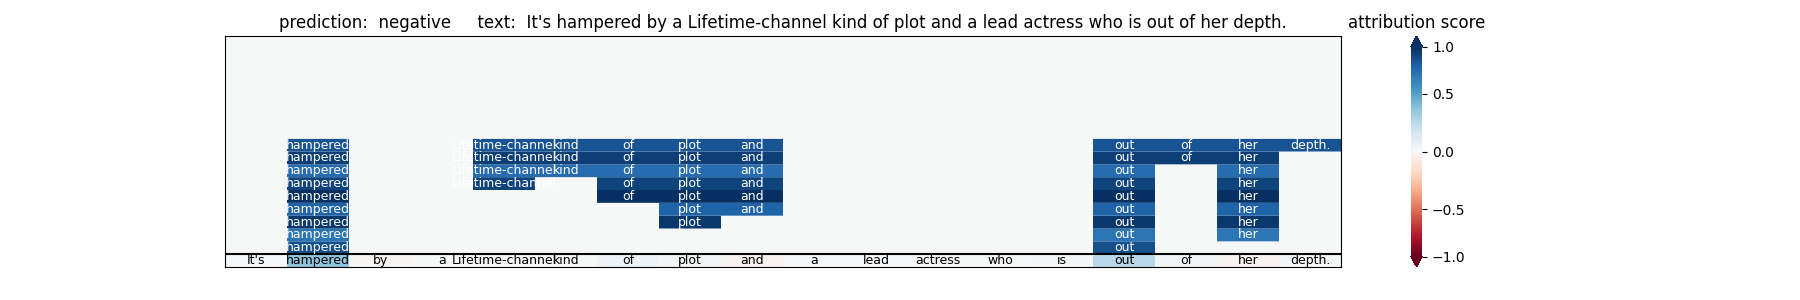 prediction: negative text: It's hampered by a Lifetime-channel kind of plot and a lead actress who is out of her depth. attribution score
1.0
hampered Lifetime-channel kind of plot and out of her depth.
hampered Lifetime-channel kind of plot and out of her
hampered Lifetime-channel kind of plot and out her
hampered Lifetime-channel of plot and out her
hampered of plot and out her
hampered plot and out her
hampered plot out her
hampered out her
hampered out
It's hampered by a Lifetime-channel kind of plot and a lead actress who is out of her depth.
0.5
0.0
−0.5
−1.0